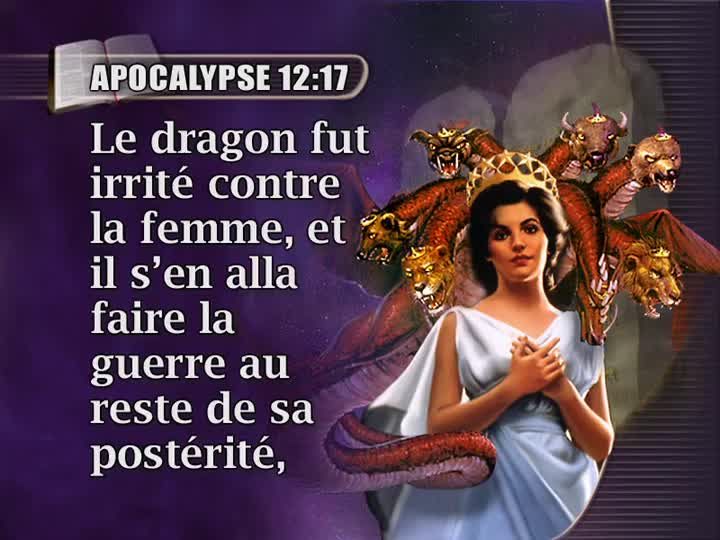 APOCALYPSE 12:17
Le dragon fut
irrité contre
la femme, et
il s’en alla
faire la
guerre au
reste de sa
postérité,